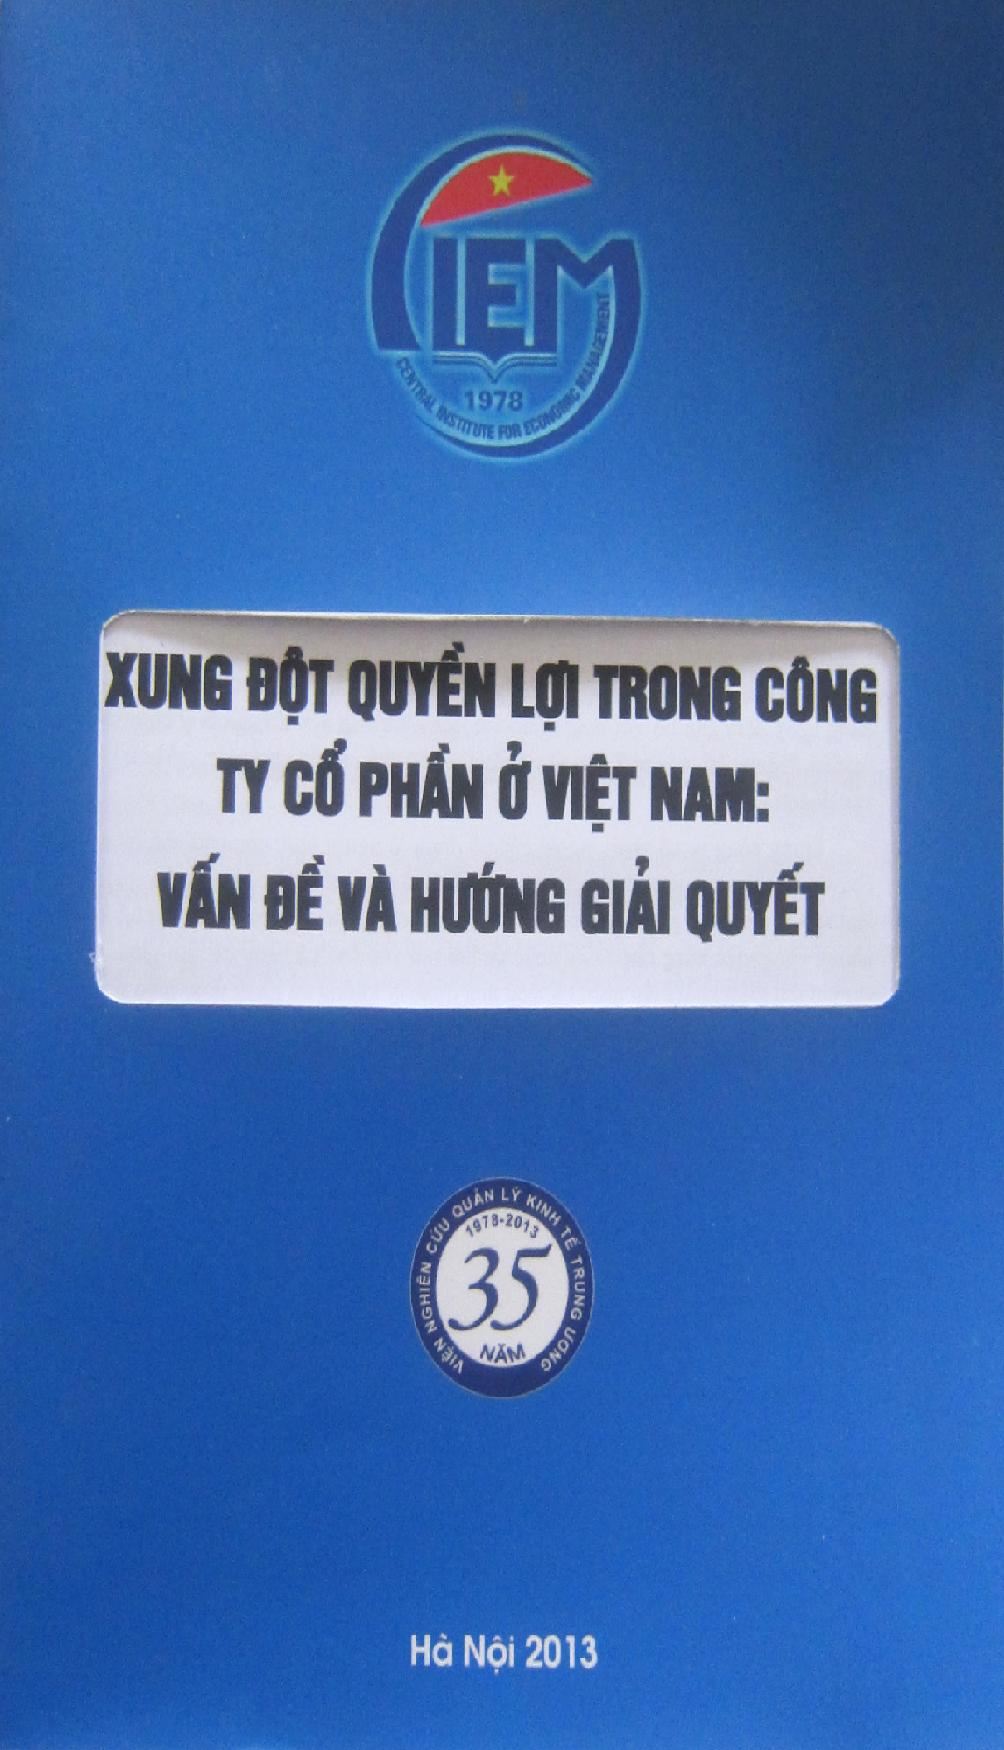 CIEM
1978
CENTRAL INSTITUTE FOR ECONOMIC MANAGEMENT
XUNG ĐỘT QUYỀN LỢI TRONG CÔNG
TY CỔ PHẦN Ở VIỆT NAM:
VẤN ĐỀ VÀ HƯỚNG GIẢI QUYẾT
VIỆN NGHIÊN CỨU QUẢN LÝ KINH TẾ TRUNG ƯƠNG
1978-2013
35
NĂM
Hà Nội 2013